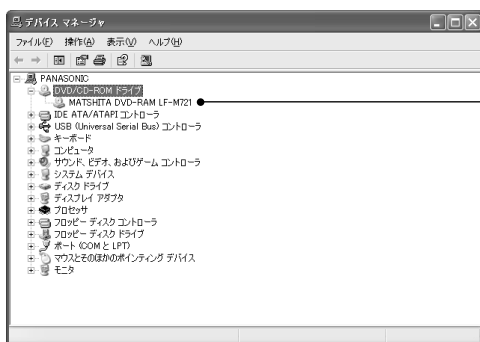 デバイス マネージャ
ファイル(F) 操作(A) 表示(V) ヘルプ(H)
PANASONIC
DVD/CD-ROM ドライブ
MATSHITA DVD-RAM LF-M721
IDE ATA/ATAPI コントローラ
USB (Universal Serial Bus) コントローラ
キーボード
コンピュータ
サウンド、ビデオ、およびゲーム コントローラ
システム デバイス
ディスク ドライブ
ディスプレイ アダプタ
プロセッサ
フロッピー ディスク コントローラ
フロッピー ディスク ドライブ
ポート (COM と LPT)
マウスとそのほかのポインティング デバイス
モニタ